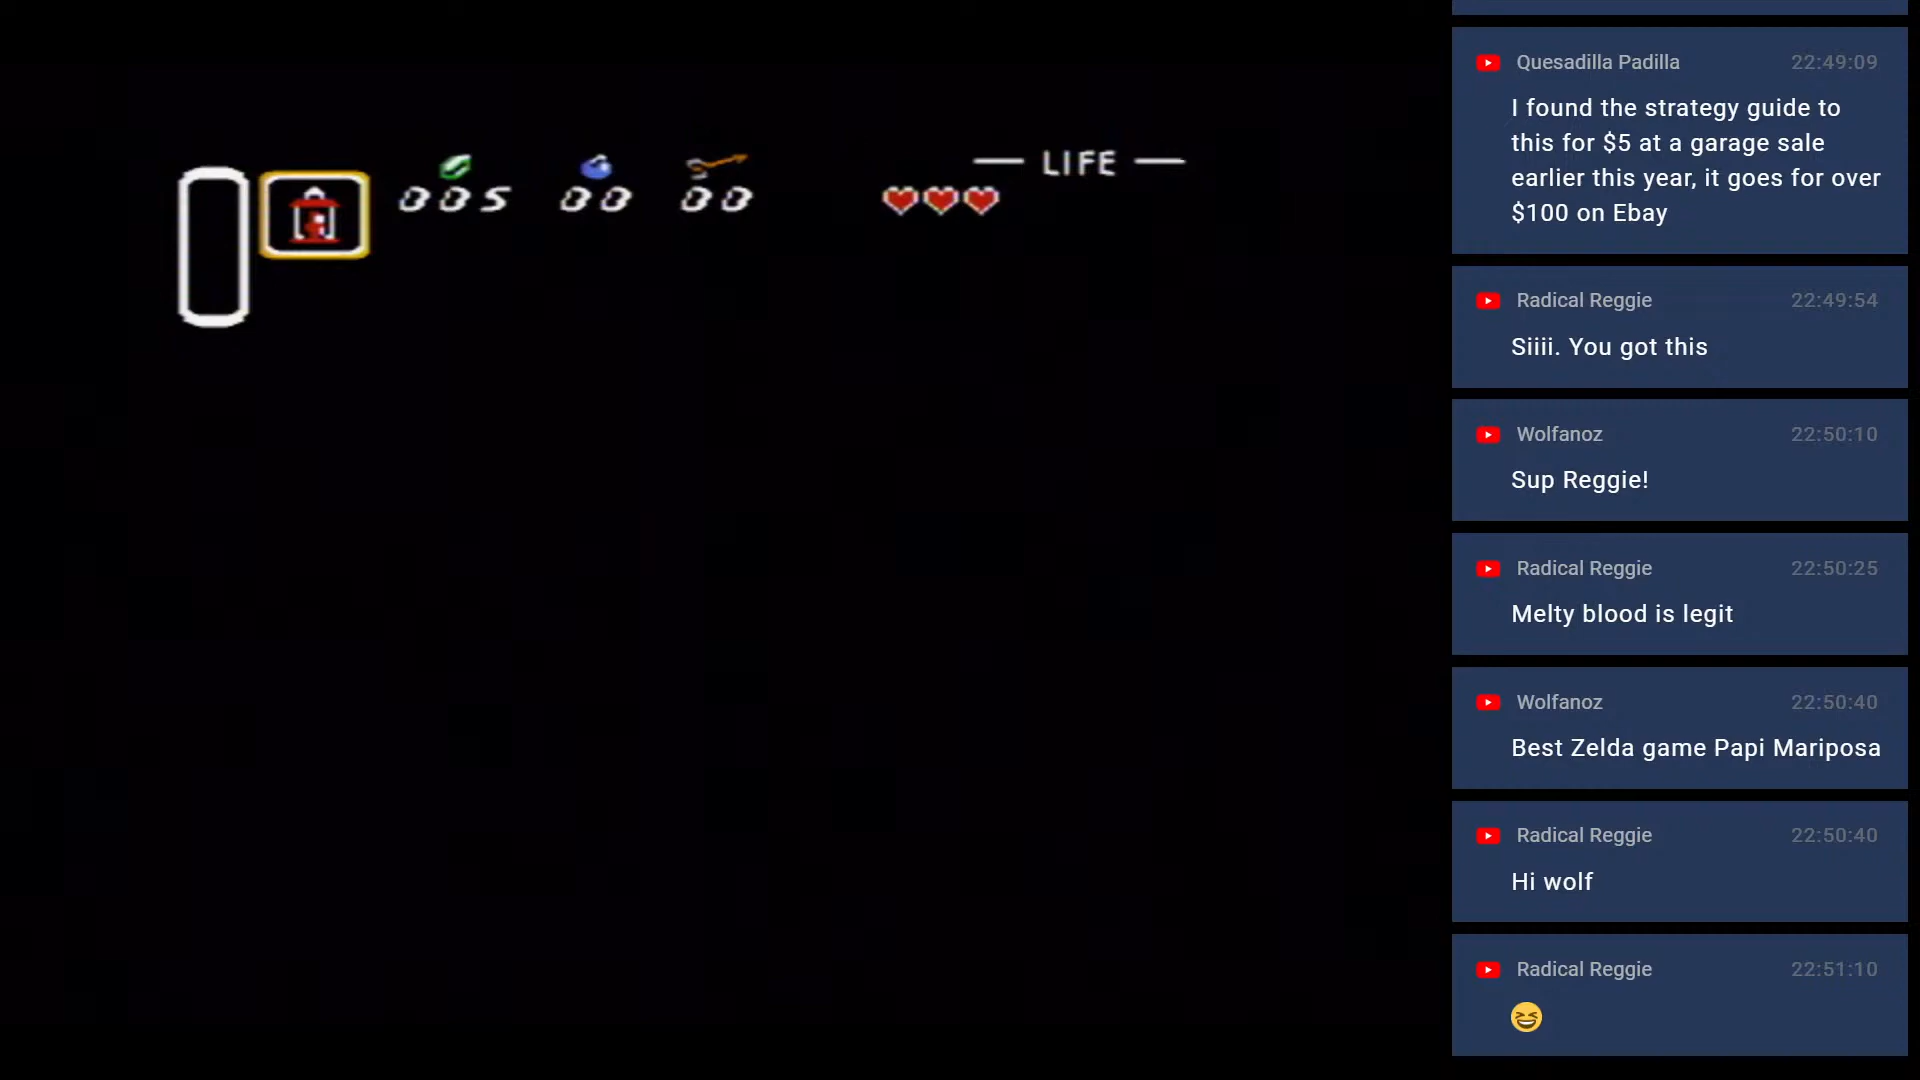 005 00 00
LIFE
Quesadilla Padilla 22:49:09
I found the strategy guide to
this for $5 at a garage sale
earlier this year, it goes for over
$100 on Ebay
Radical Reggie 22:49:54
Siiii. You got this
Wolfanoz 22:50:10
Sup Reggie!
Radical Reggie 22:50:25
Melty blood is legit
Wolfanoz 22:50:40
Best Zelda game Papi Mariposa
Radical Reggie 22:50:40
Hi wolf
Radical Reggie 22:51:10
😆